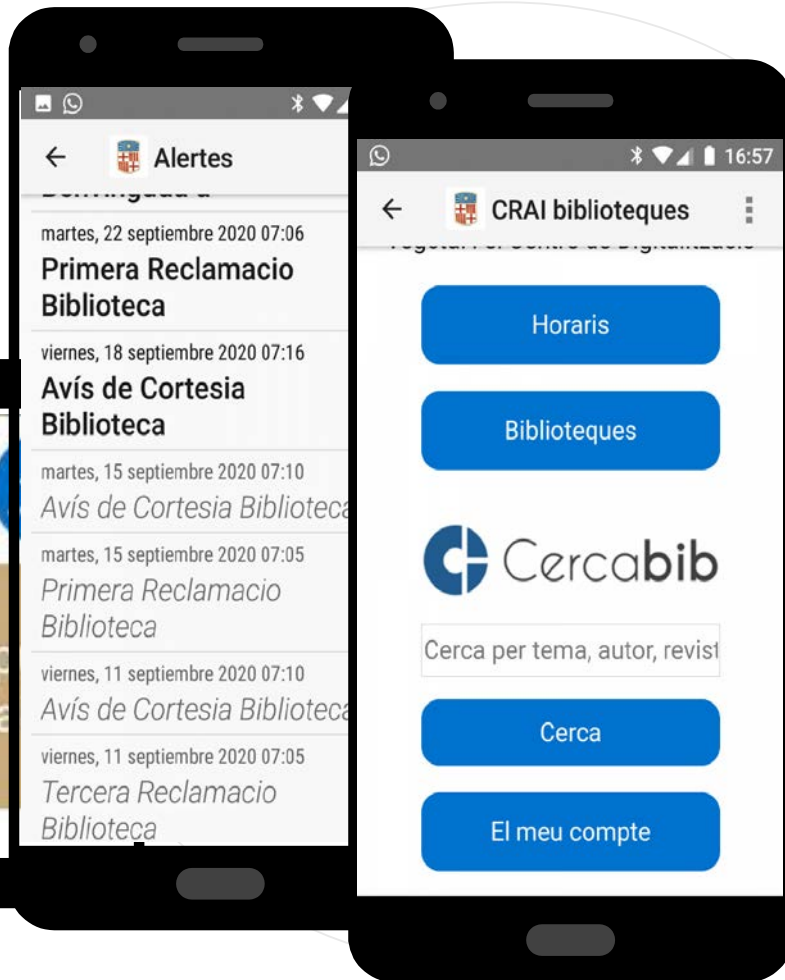 Alertes
martes, 22 septiembre 2020 07:06
Primera Reclamacio
Biblioteca
viernes, 18 septiembre 2020 07:16
Avís de Cortesia
Biblioteca
martes, 15 septiembre 2020 07:10
Avís de Cortesia Biblioteca
martes, 15 septiembre 2020 07:05
Primera Reclamacio
Biblioteca
viernes, 11 septiembre 2020 07:10
Avís de Cortesia Biblioteca
viernes, 11 septiembre 2020 07:05
Tercera Reclamacio
Biblioteca
16:57
CRAI biblioteques
Horaris
Biblioteques
Cercabib
Cerca per tema, autor, revist
Cerca
El meu compte